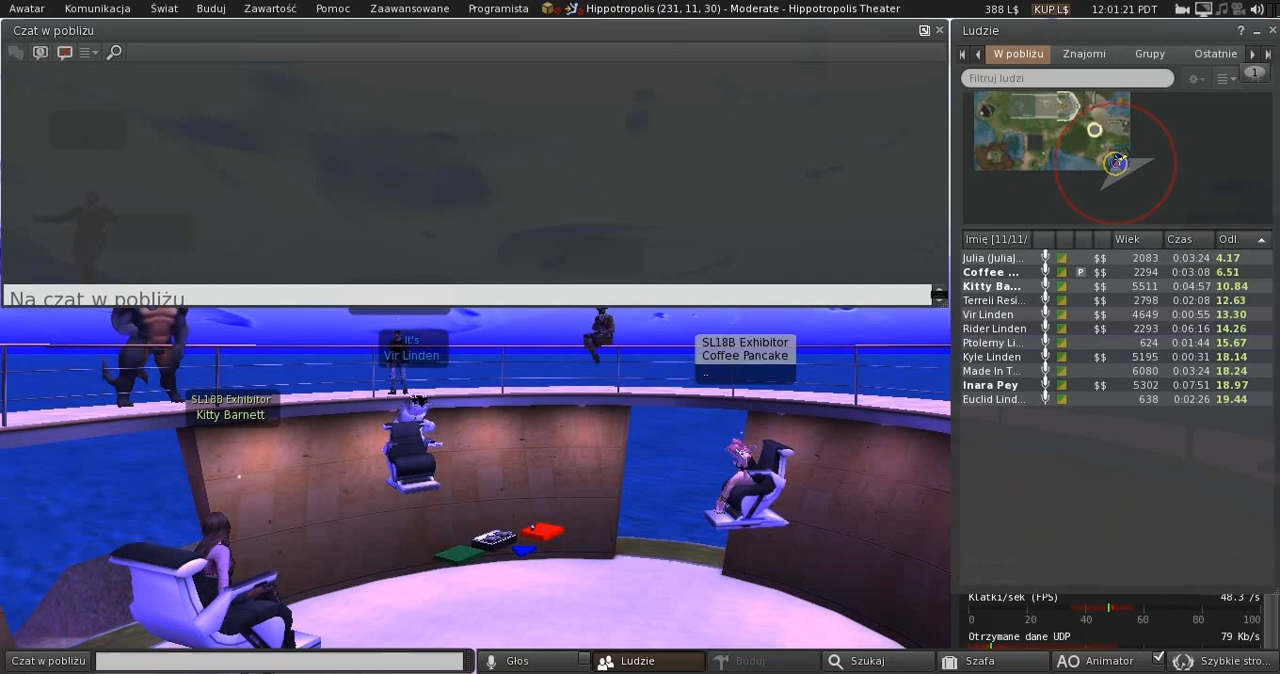 Awatar Komunikacja Świat Buduj Zawartość Pomoc Zaawansowane Programista Hippotropolis (231, 11, 30) - Moderate - Hippotropolis Theater 388 L$ KUP L$ 12:01:21 PDT
Czat w pobliżu
Na czat w pobliżu
It's
Vir Linden
SL18B Exhibitor
Coffee Pancake
..
SL18B Exhibitor
Kitty Barnett
Ludzie ?
W pobliżu Znajomi Grupy Ostatnie
Filtruj ludzi 1
Imię [11/11/ Wiek Czas Odl.
Julia (JuliaJ... $$ 2083 0:03:24 4.17
Coffee ... P $$ 2294 0:03:08 6.51
Kitty Ba... $$ 5511 0:04:57 10.84
Terreii Resi... $$ 2798 0:02:08 12.63
Vir Linden $$ 4649 0:00:55 13.30
Rider Linden $$ 2293 0:06:16 14.26
Ptolemy Li... 624 0:01:44 15.67
Kyle Linden $$ 5195 0:00:31 18.14
Made In T... 6080 0:03:24 18.24
Inara Pey $$ 5302 0:07:51 18.97
Euclid Lind... 638 0:02:26 19.44
Klatki/sek (FPS) 48.3 /s
0 20 40 60 80 100
Otrzymane dane UDP 79 Kb/s
Czat w pobliżu Głos Ludzie Buduj Szukaj Szafa AO Animator Szybkie stro...